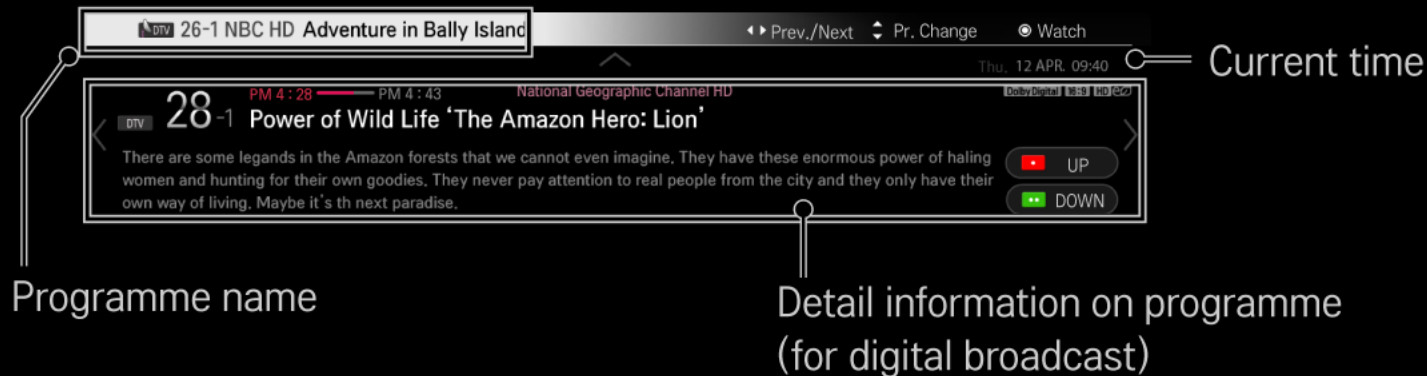 DTV 26-1 NBC HD Adventure in Bally Island
Prev./Next Pr. Change Watch
Thu, 12 APR. 09:40
Current time
PM 4 : 28 PM 4 : 43 National Geographic Channel HD
Dolby Digital 16:9 HD
DTV 28-1 Power of Wild Life ‘The Amazon Hero: Lion’
There are some legands in the Amazon forests that we cannot even imagine, They have these enormous power of haling
women and hunting for their own goodies, They never pay attention to real people from the city and they only have their
own way of living, Maybe it's th next paradise.
UP
DOWN
Programme name
Detail information on programme
(for digital broadcast)